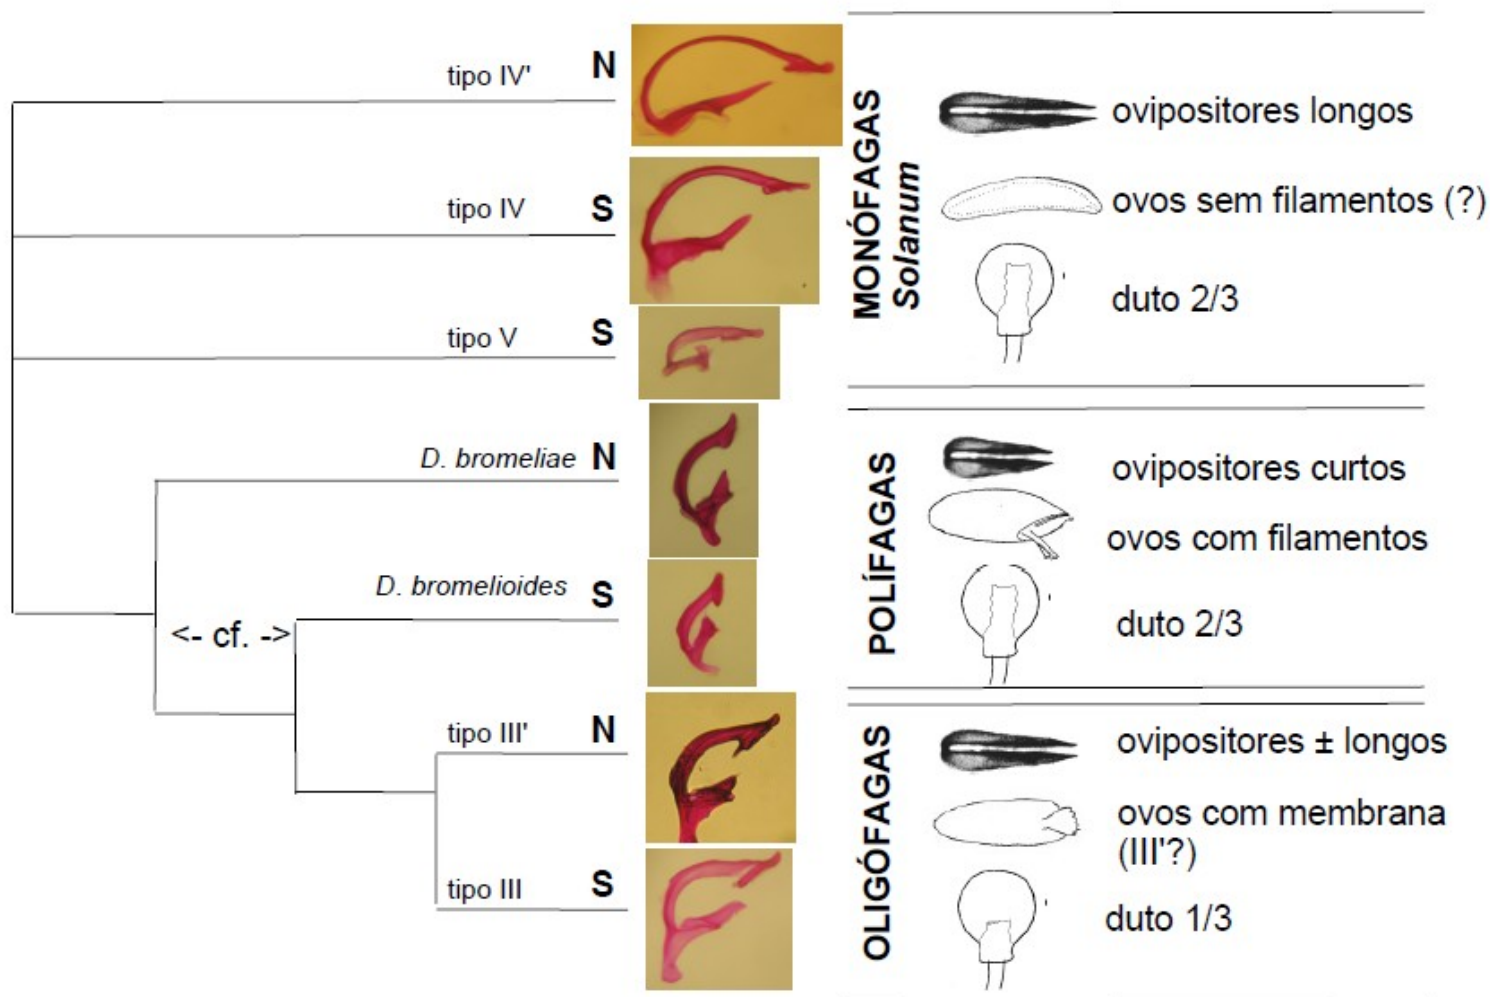 tipo IV' N
tipo IV S
tipo V S
D. bromeliae N
D. bromelioides S
<- cf. ->
tipo III' N
tipo III S
MONÓFAGAS
Solanum
ovipositores longos
ovos sem filamentos (?)
duto 2/3
POLÍFAGAS
ovipositores curtos
ovos com filamentos
duto 2/3
OLIGÓFAGAS
ovipositores ± longos
ovos com membrana
(III'?)
duto 1/3